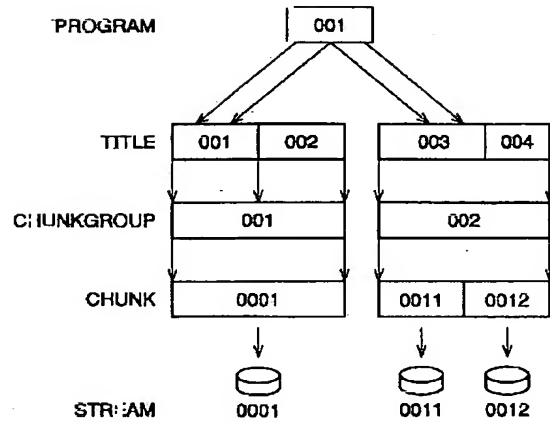 PROGRAM 001
TITLE 001 002 003 004
CHUNKGROUP 001 002
CHUNK 0001 0011 0012
STREAM 0001 0011 0012